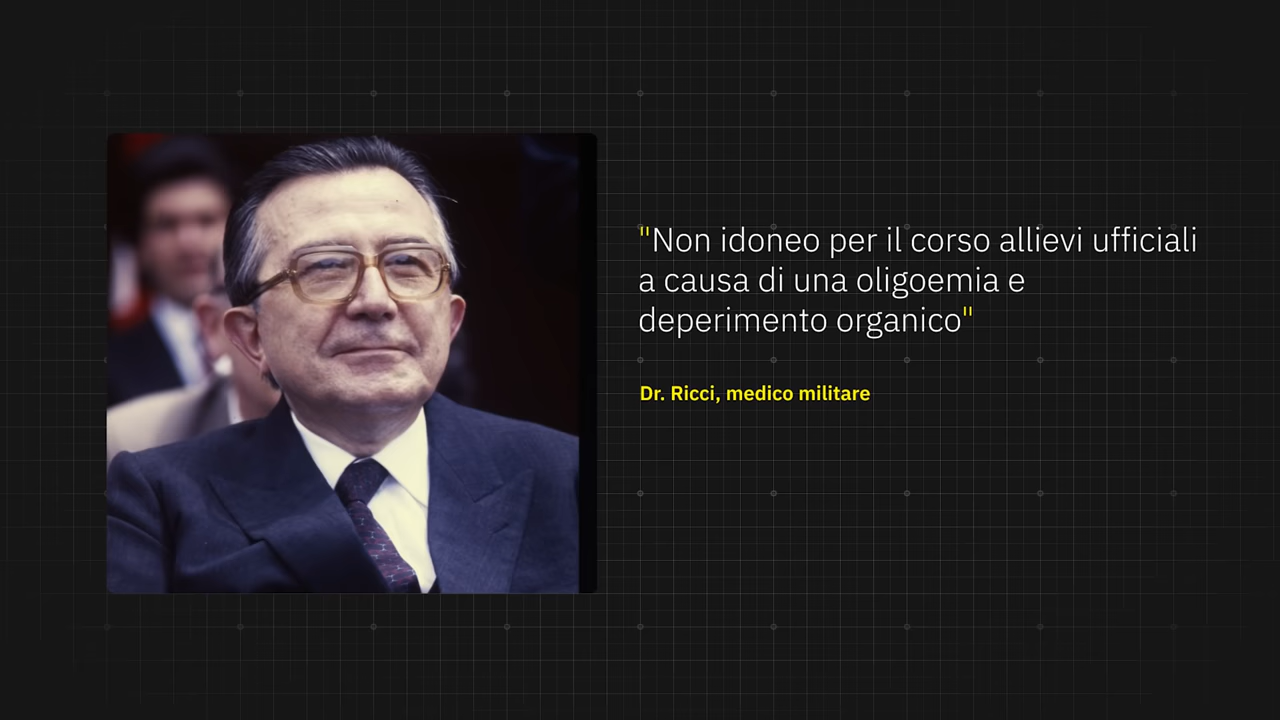 "Non idoneo per il corso allievi ufficiali
a causa di una oligoemia e
deperimento organico"
Dr. Ricci, medico militare